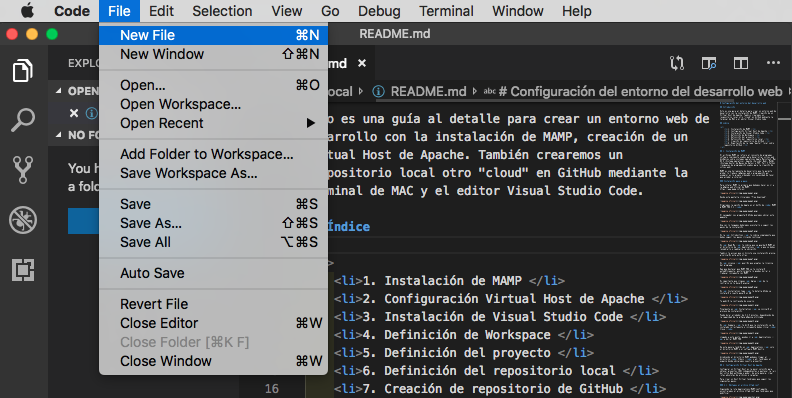 Code File Edit Selection View Go Debug Terminal Window Help
README.md
New File ⌘N
New Window ⇧⌘N
Open... ⌘O
Open Workspace...
Open Recent
Add Folder to Workspace...
Save Workspace As...
Save ⌘S
Save As... ⇧⌘S
Save All ⌥⌘S
Auto Save
Revert File
Close Editor ⌘W
Close Folder [⌘K F]
Close Window ⌘W
EXPLO
OPEN
NO FO
You h
a fold
md ×
ocal › README.md › abc # Configuración del entorno del desarrollo web
o es una guía al detalle para crear un entorno web de
arrollo con la instalación de MAMP, creación de un
tual Host de Apache. También crearemos un
positorio local otro "cloud" en GitHub mediante la
minal de MAC y el editor Visual Studio Code.
Índice
>
<li>1. Instalación de MAMP </li>
<li>2. Configuración Virtual Host de Apache </li>
<li>3. Instalación de Visual Studio Code </li>
<li>4. Definición de Workspace </li>
<li>5. Definición del proyecto </li>
<li>6. Definición del repositorio local </li>
16 <li>7. Creación de repositorio de GitHub </li>